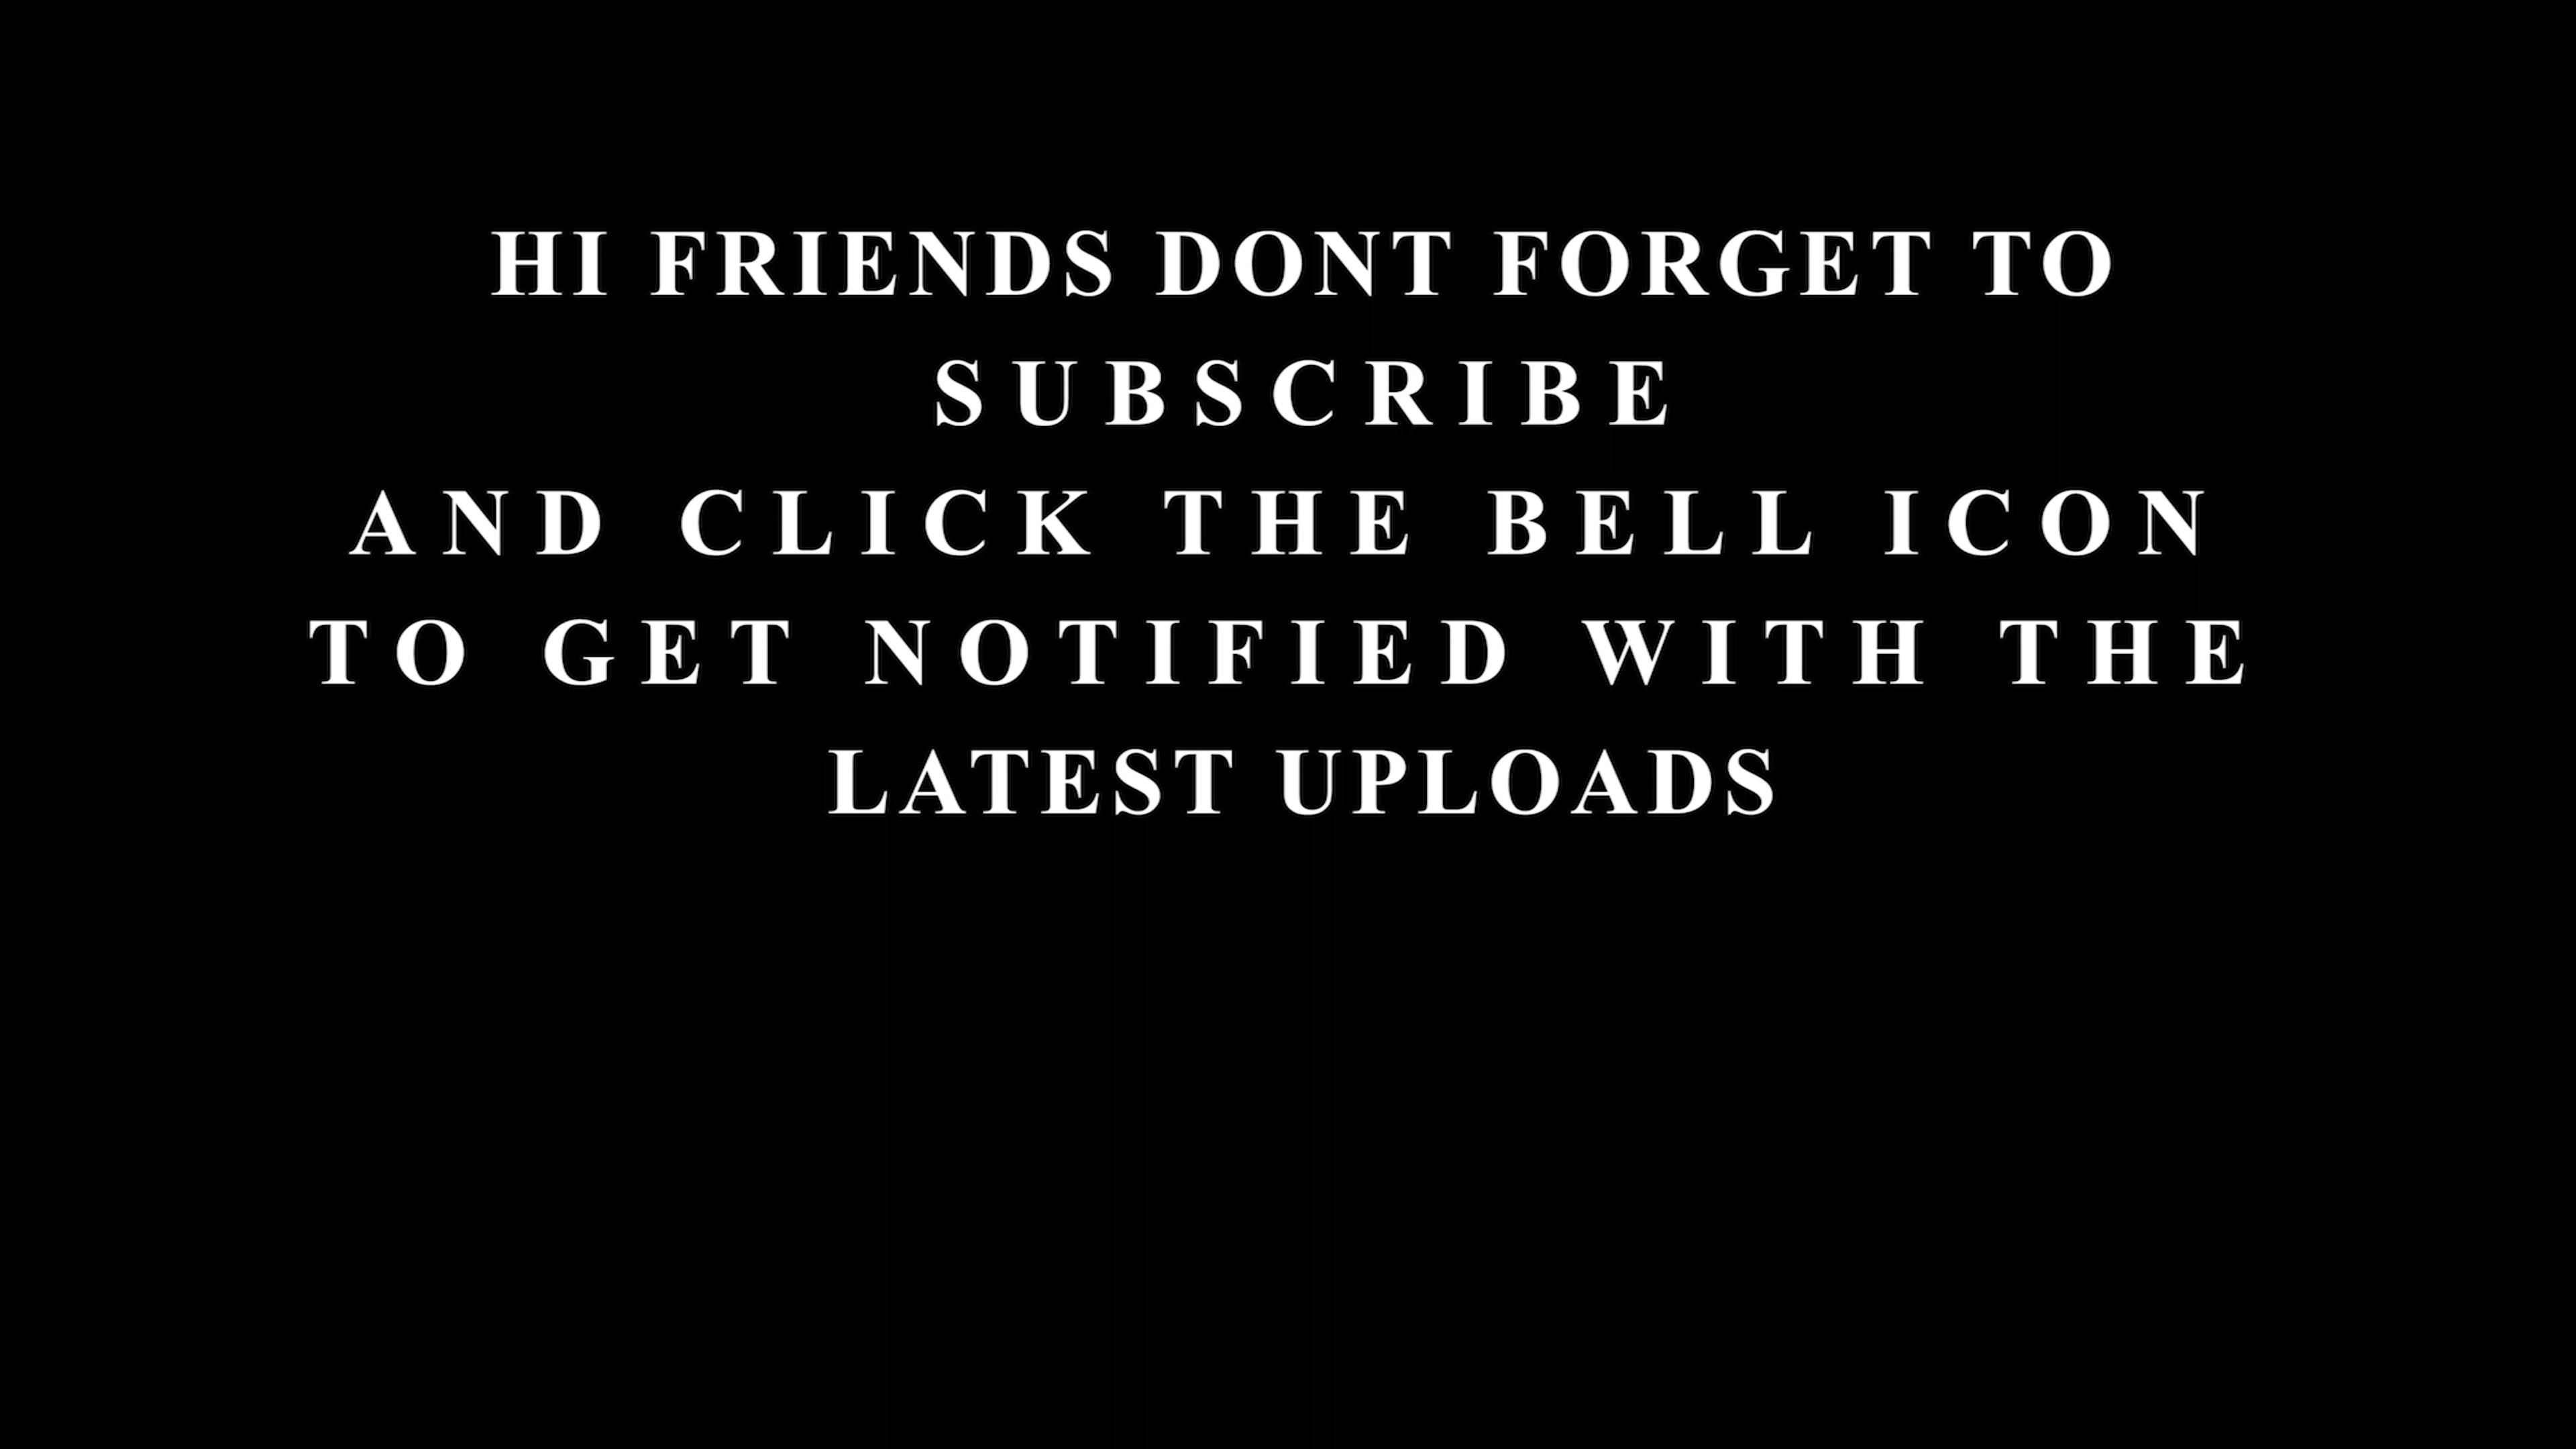 HI FRIENDS DONT FORGET TO
SUBSCRIBE
AND CLICK THE BELL ICON
TO GET NOTIFIED WITH THE
LATEST UPLOADS